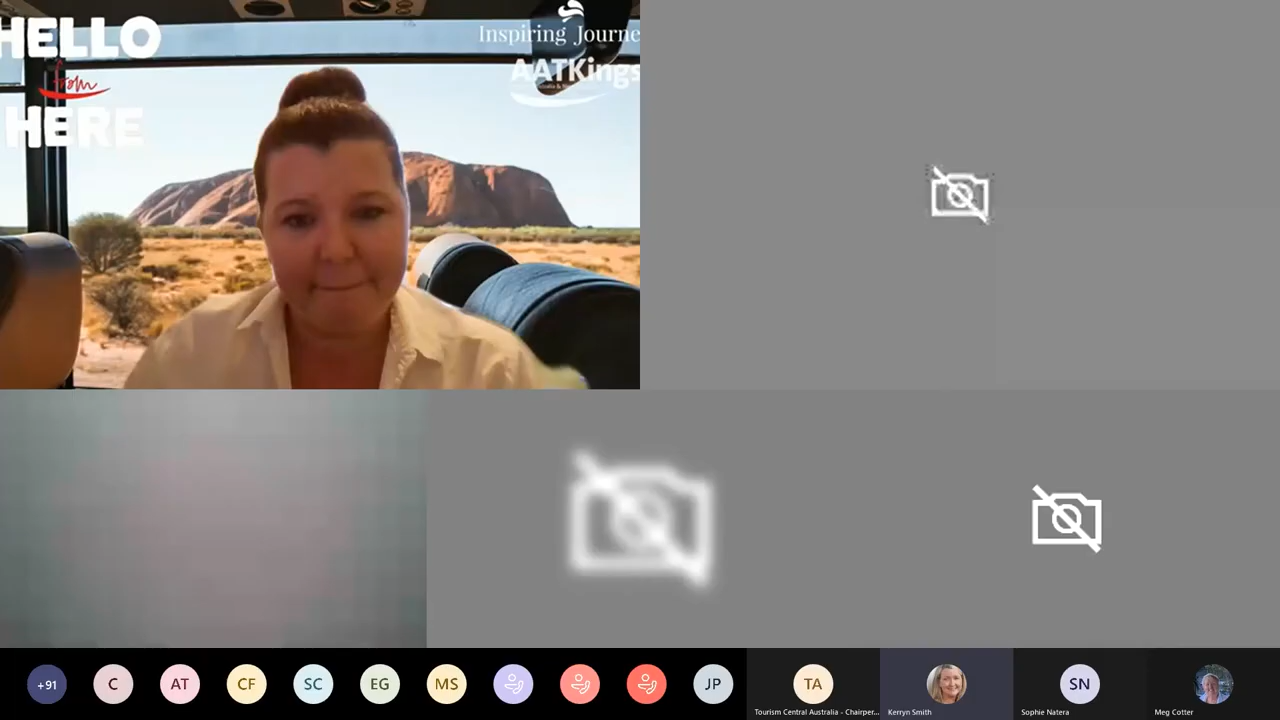 HELLO
from
HERE
Inspiring Journe
AATKings
+91
C
AT
CF
SC
EG
MS
JP
TA
SN
Tourism Central Australia - Chairper...
Kerryn Smith
Sophie Natera
Meg Cotter